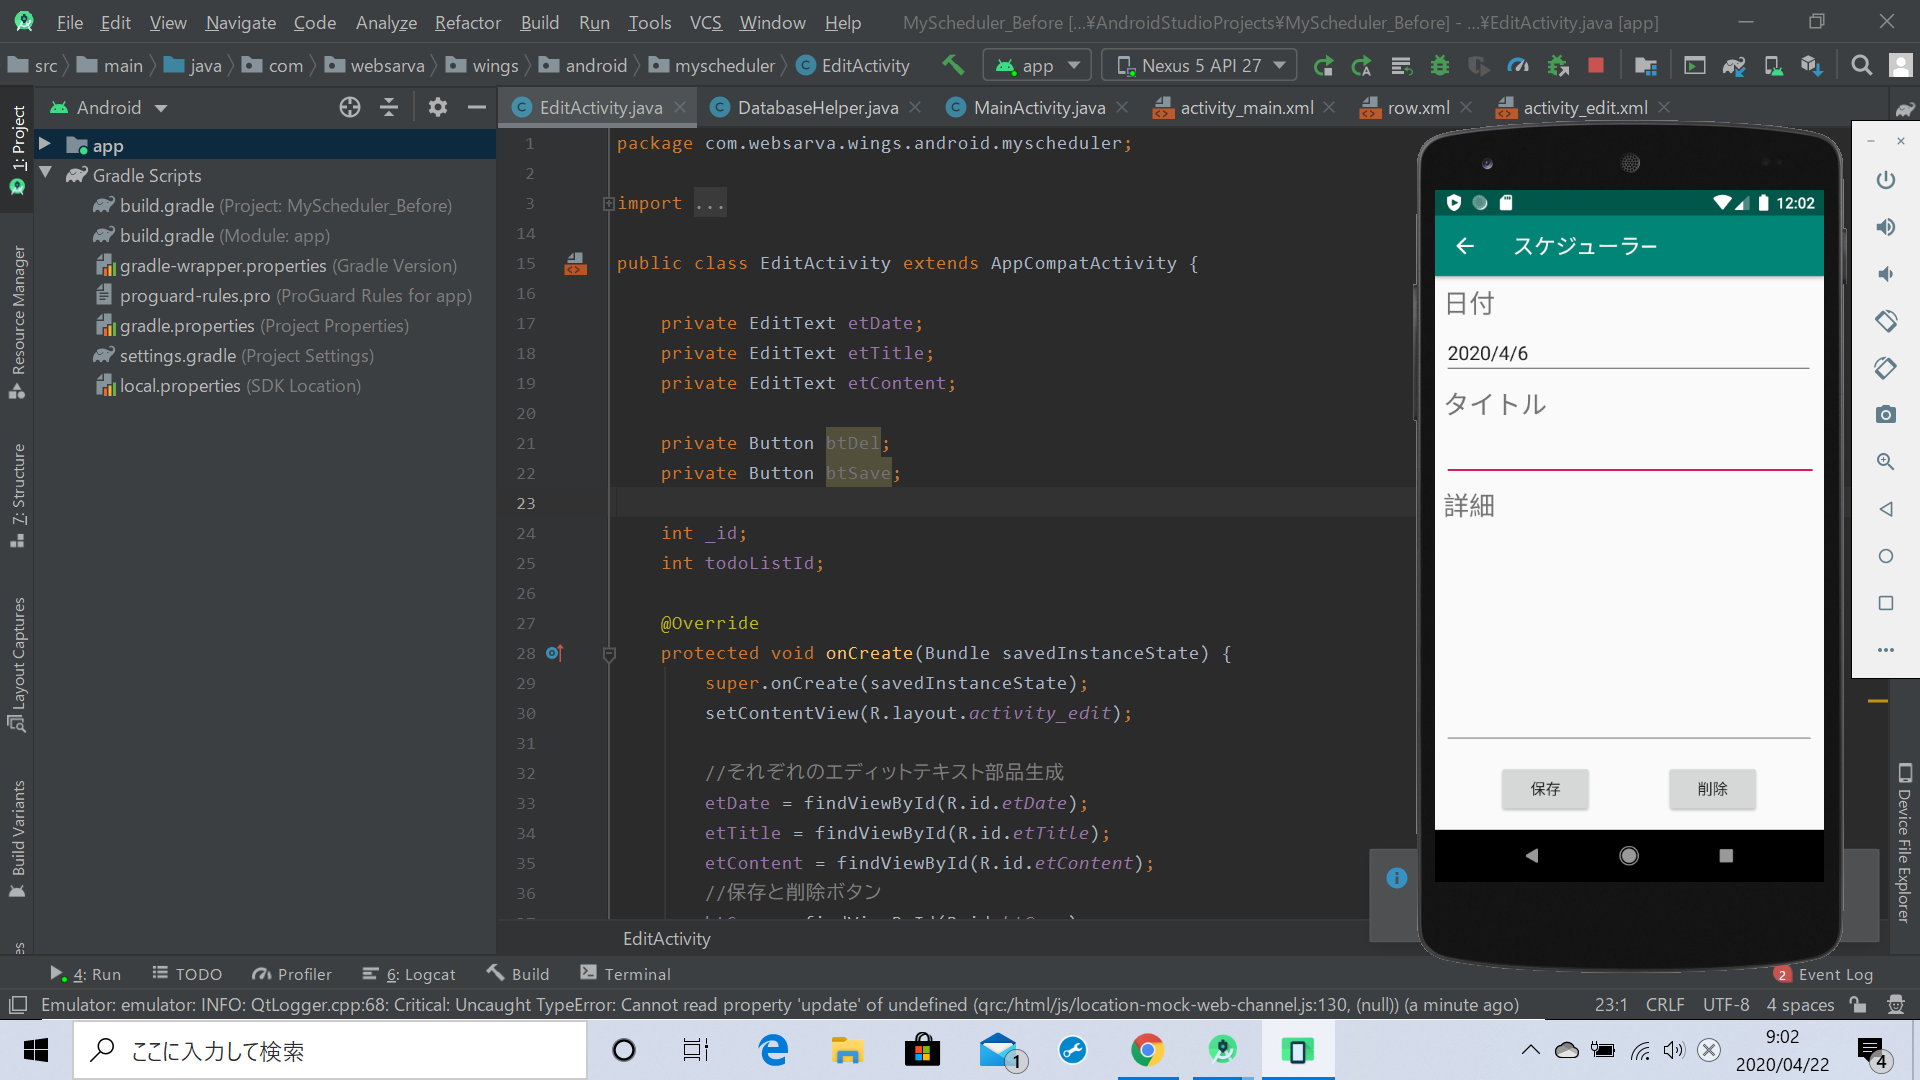 File Edit View Navigate Code Analyze Refactor Build Run Tools VCS Window Help MyScheduler_Before [...¥AndroidStudioProjects¥MyScheduler_Before] - ...¥EditActivity.java [app]
src main java com websarva wings android myscheduler EditActivity app Nexus 5 API 27
Android
EditActivity.java DatabaseHelper.java MainActivity.java activity_main.xml row.xml activity_edit.xml
1: Project
Resource Manager
7: Structure
Layout Captures
Build Variants
app
Gradle Scripts
build.gradle (Project: MyScheduler_Before)
build.gradle (Module: app)
gradle-wrapper.properties (Gradle Version)
proguard-rules.pro (ProGuard Rules for app)
gradle.properties (Project Properties)
settings.gradle (Project Settings)
local.properties (SDK Location)
1 package com.websarva.wings.android.myscheduler;
2
3 import ...
14
15 public class EditActivity extends AppCompatActivity {
16
17 private EditText etDate;
18 private EditText etTitle;
19 private EditText etContent;
20
21 private Button btDel;
22 private Button btSave;
23
24 int _id;
25 int todoListId;
26
27 @Override
28 protected void onCreate(Bundle savedInstanceState) {
29 super.onCreate(savedInstanceState);
30 setContentView(R.layout.activity_edit);
31
32 //それぞれのエディットテキスト部品生成
33 etDate = findViewById(R.id.etDate);
34 etTitle = findViewById(R.id.etTitle);
35 etContent = findViewById(R.id.etContent);
36 //保存と削除ボタン
EditActivity
12:02
スケジューラー
日付
2020/4/6
タイトル
詳細
保存 削除
Device File Explorer
4: Run TODO Profiler 6: Logcat Build Terminal 2 Event Log
Emulator: emulator: INFO: QtLogger.cpp:68: Critical: Uncaught TypeError: Cannot read property 'update' of undefined (qrc:/html/js/location-mock-web-channel.js:130, (null)) (a minute ago) 23:1 CRLF UTF-8 4 spaces
ここに入力して検索
1
9:02
2020/04/22
4